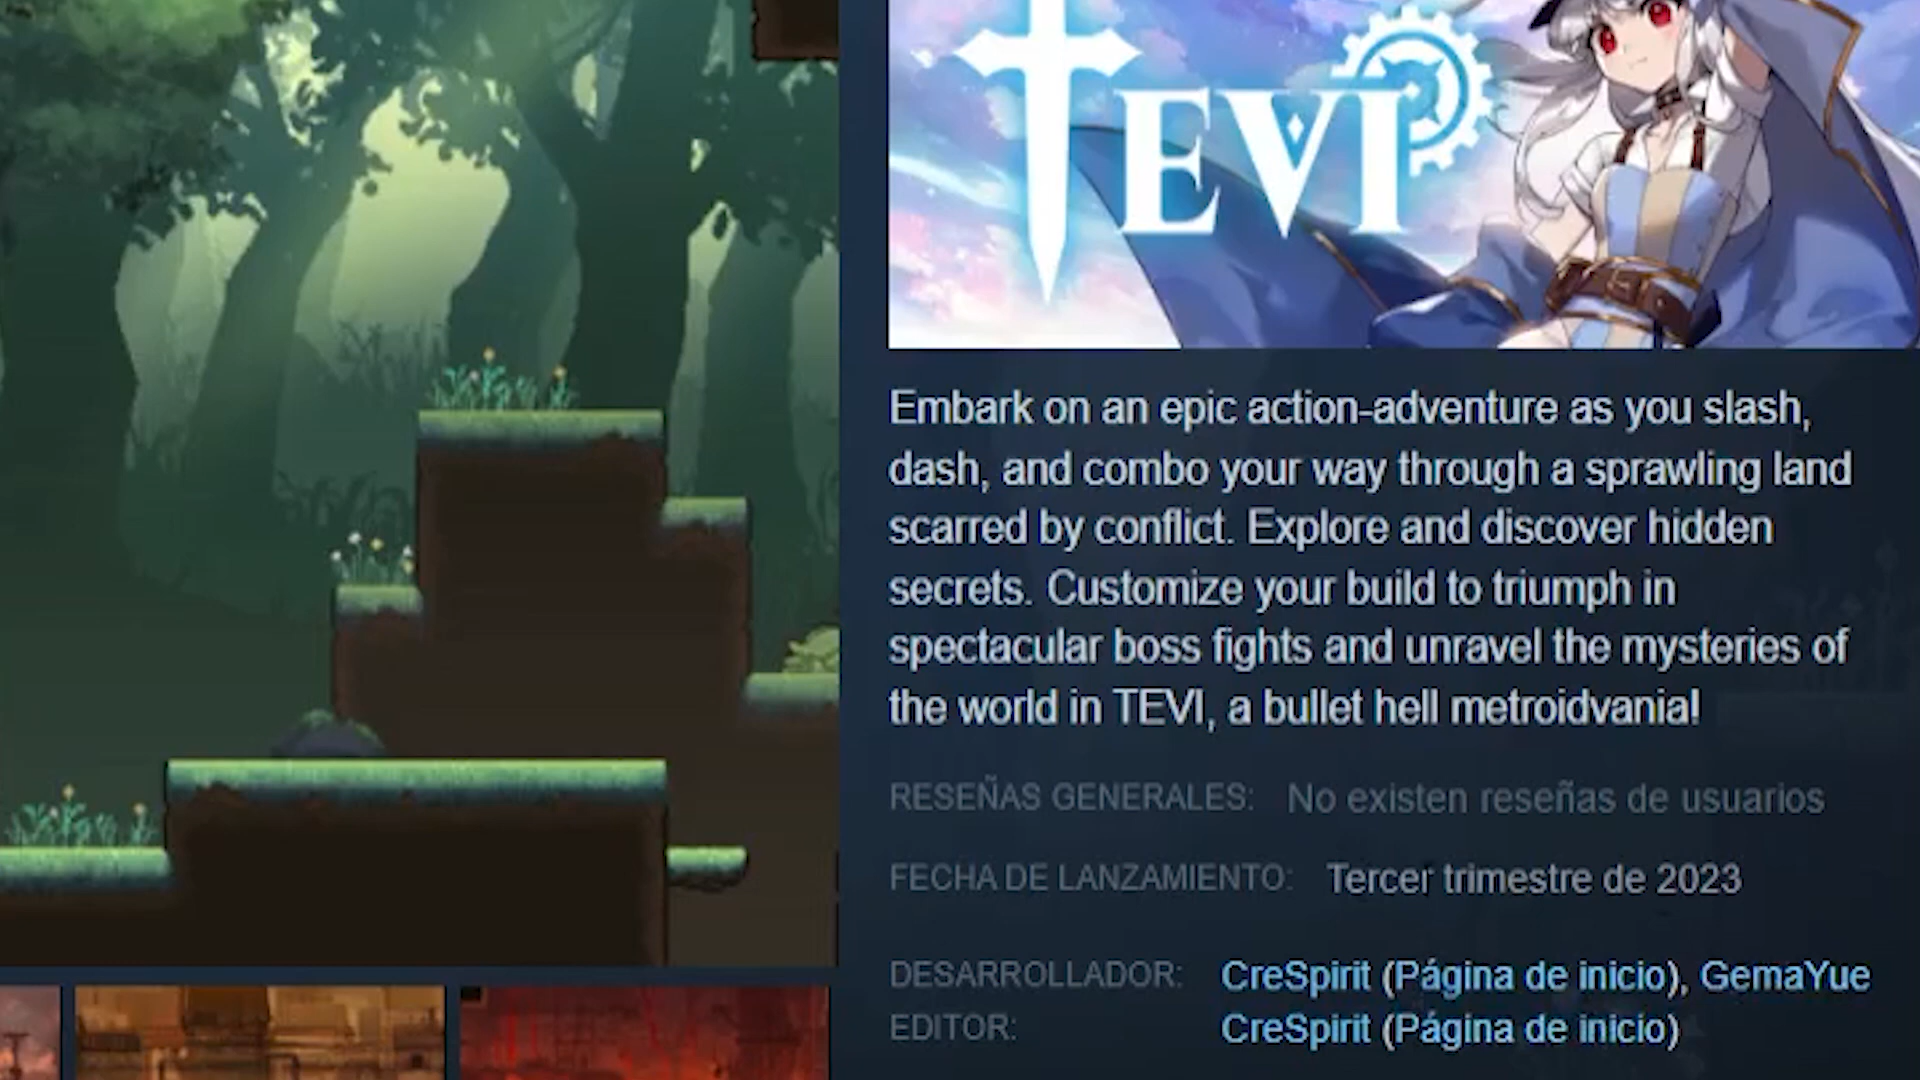 TEVI
Embark on an epic action-adventure as you slash,
dash, and combo your way through a sprawling land
scarred by conflict. Explore and discover hidden
secrets. Customize your build to triumph in
spectacular boss fights and unravel the mysteries of
the world in TEVI, a bullet hell metroidvania!
RESEÑAS GENERALES: No existen reseñas de usuarios
FECHA DE LANZAMIENTO: Tercer trimestre de 2023
DESARROLLADOR: CreSpirit (Página de inicio), GemaYue
EDITOR: CreSpirit (Página de inicio)